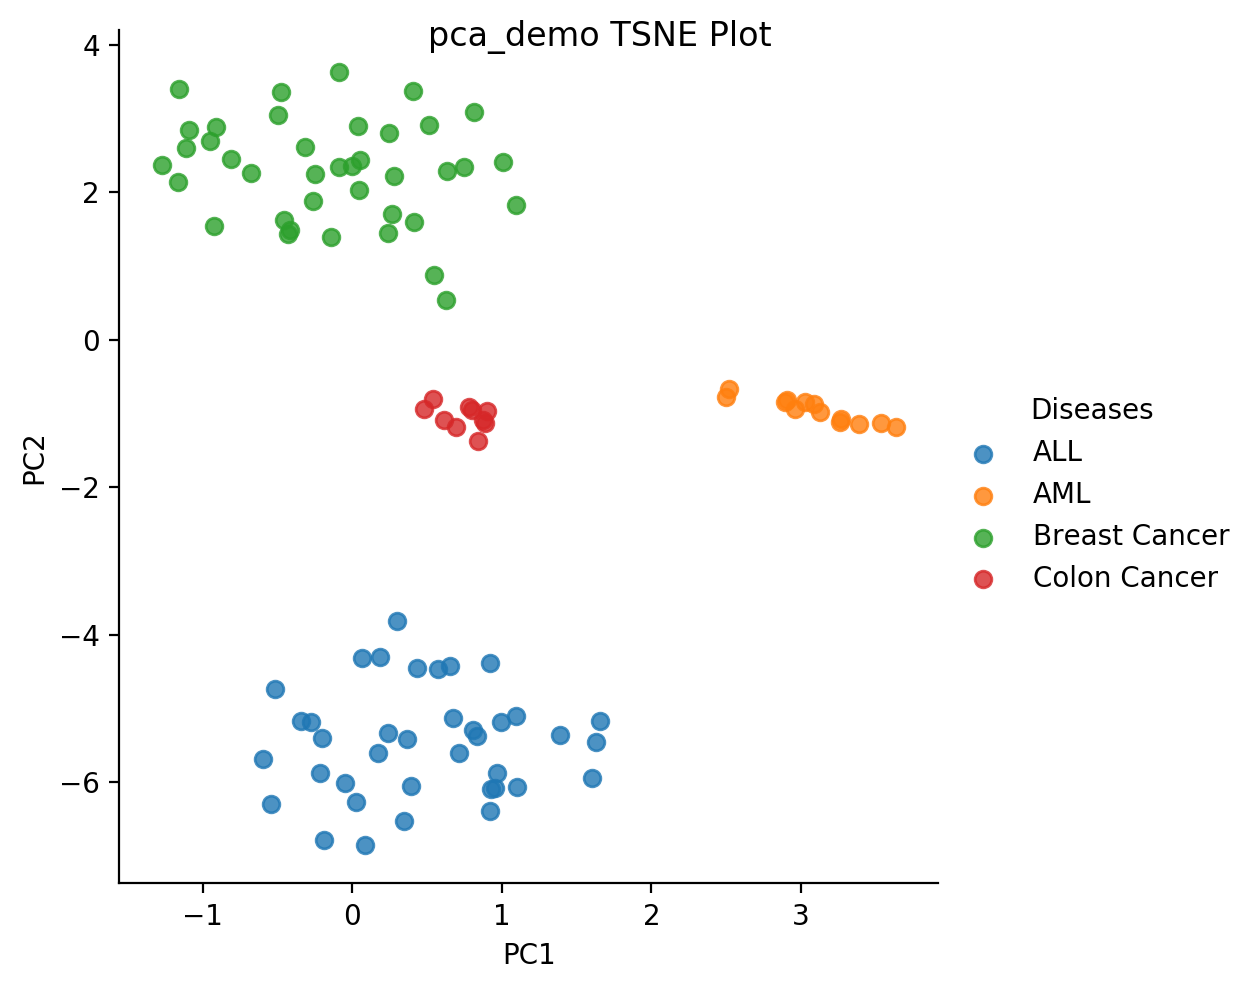 pca_demo TSNE Plot
4
2
0
−2
−4
−6
PC2
−1
0
1
2
3
PC1
Diseases
ALL
AML
Breast Cancer
Colon Cancer